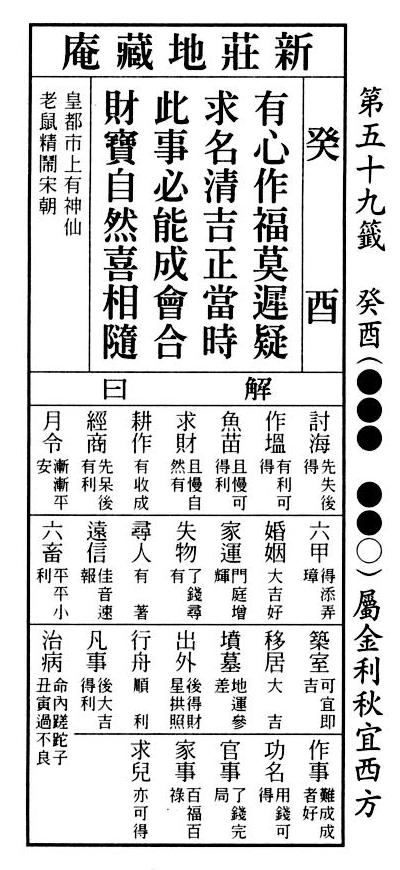 第五十九籤 癸酉(●●● ●●○)屬金利秋宜西方
新莊地藏庵
癸酉
有心作福莫遲疑
求名清吉正當時
此事必能成會合
財寶自然喜相隨
皇都市上有神仙
老鼠精鬧宋朝
解曰
討海 先失後得
作塭 有利可得
魚苗 且慢可得利
求財 且慢自然有
耕作 有收成
經商 先呆後有利
月令 漸漸平安
六甲 得添弄璋
婚姻 大吉好
家運 門庭增輝
失物 了錢尋有
尋人 有著
遠信 佳音速報
六畜 平平小利
築室 可宜即吉
移居 大吉
墳墓 地運參差
出外 後得財星拱照
行舟 順利
凡事 後大吉得利
治病 命內蹉跎子丑寅過不良
作事 難成成者好
功名 用錢可得
官事 了錢完局
家事 百福百祿
求兒 亦可得